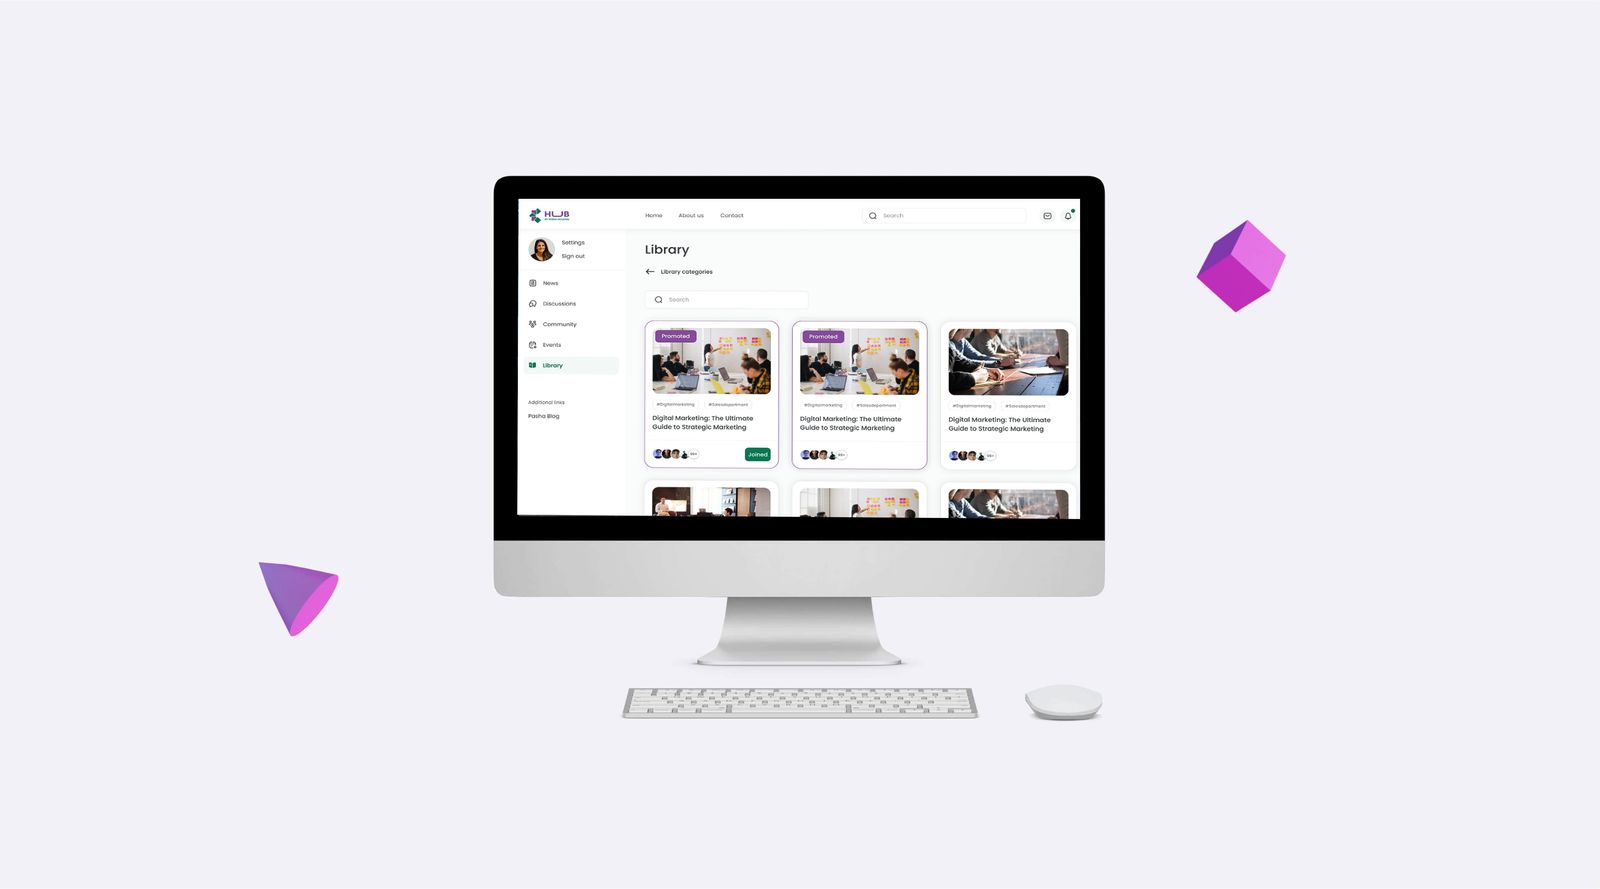 HUB
Home
About us
Contact
Search
Settings
Sign out
News
Discussions
Community
Events
Library
Additional links
Pasha Blog
Library
Library categories
Search
Promoted
#Digitalmarketing
#Salesdepartment
Digital Marketing: The Ultimate
Guide to Strategic Marketing
99+
Joined
Promoted
#Digitalmarketing
#Salesdepartment
Digital Marketing: The Ultimate
Guide to Strategic Marketing
99+
#Digitalmarketing
#Salesdepartment
Digital Marketing: The Ultimate
Guide to Strategic Marketing
99+